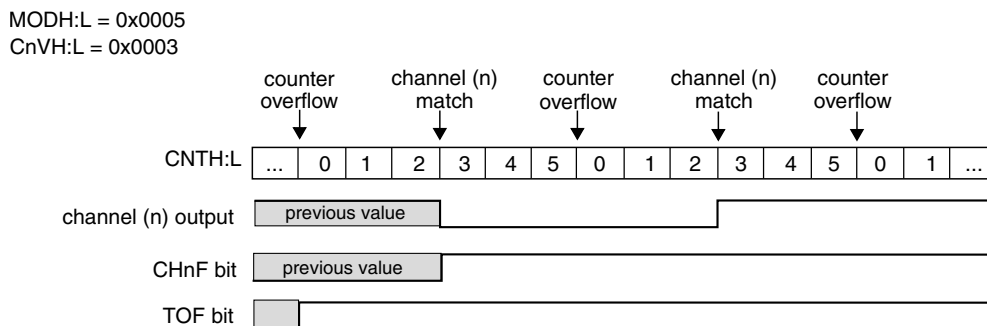 MODH:L = 0x0005
CnVH:L = 0x0003
counter overflow
channel (n) match
counter overflow
channel (n) match
counter overflow
CNTH:L ... 0 1 2 3 4 5 0 1 2 3 4 5 0 1 ...
channel (n) output previous value
CHnF bit previous value
TOF bit